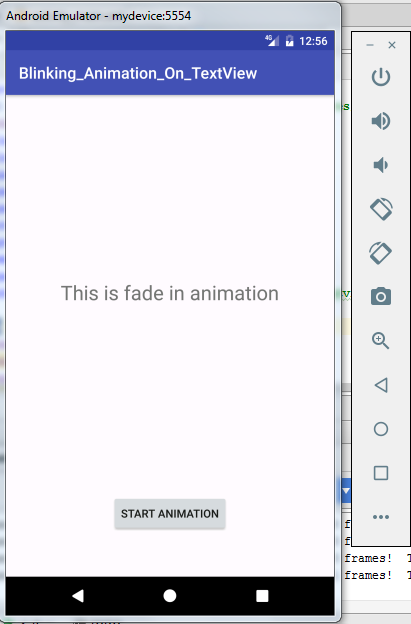 Android Emulator - mydevice:5554
4G 12:56
Blinking_Animation_On_TextView
This is fade in animation
START ANIMATION
frames! T
frames! T